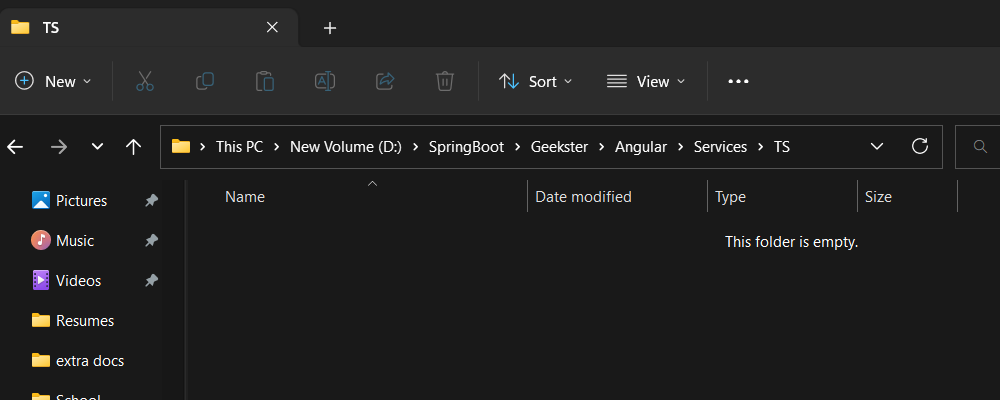 TS
New
Sort
View
This PC
New Volume (D:)
SpringBoot
Geekster
Angular
Services
TS
Name
Date modified
Type
Size
This folder is empty.
Pictures
Music
Videos
Resumes
extra docs
School